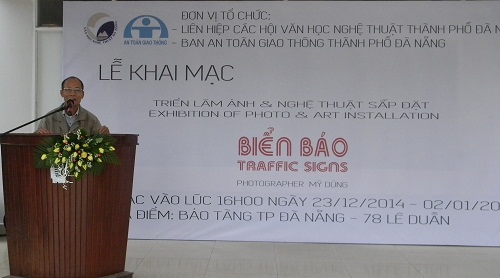 ĐƠN VỊ TỔ CHỨC:
- LIÊN HIỆP CÁC HỘI VĂN HỌC NGHỆ THUẬT THÀNH PHỐ ĐÀ
- BAN AN TOÀN GIAO THÔNG THÀNH PHỐ ĐÀ NẴNG
AN TOÀN GIAO THÔNG
LỄ KHAI MẠC
TRIỂN LÃM ẢNH & NGHỆ THUẬT SẮP ĐẶT
EXHIBITION OF PHOTO & ART INSTALLATION
BIỂN BÁO
TRAFFIC SIGNS
PHOTOGRAPHER MỸ DŨNG
VÀO LÚC 16H00 NGÀY 23/12/2014 - 02/01/20
ĐIỂM: BẢO TÀNG TP ĐÀ NẴNG - 78 LÊ DUẨN